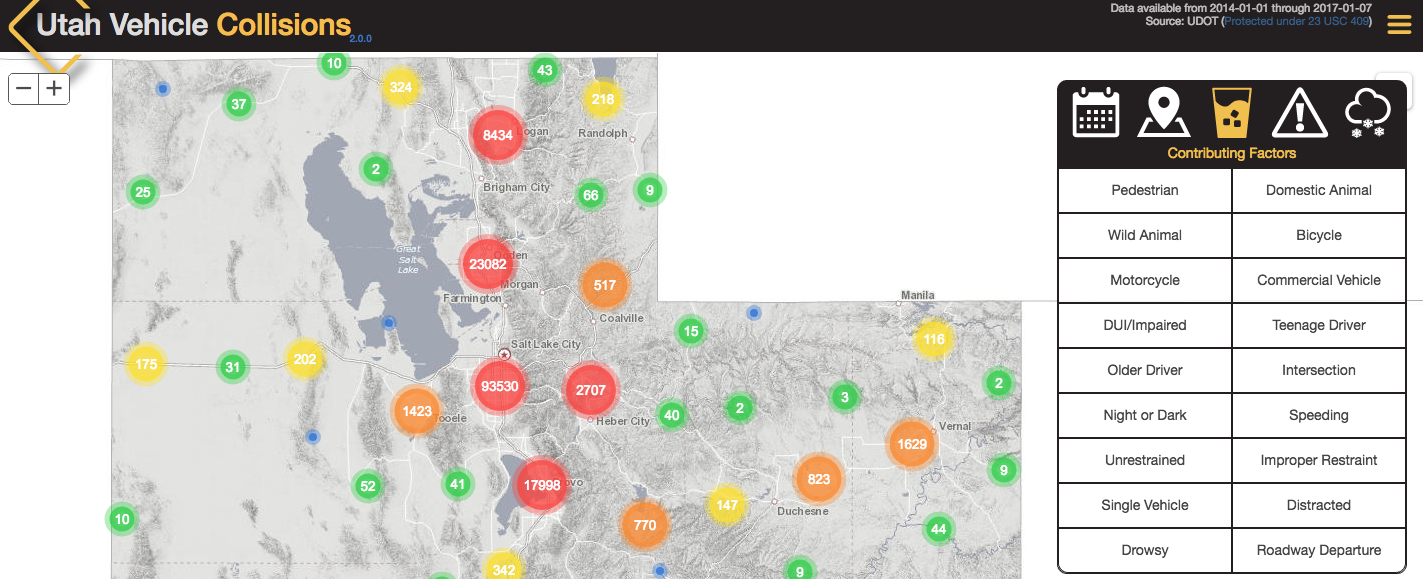 Utah Vehicle Collisions
2.0.0
Data available from 2014-01-01 through 2017-01-07
Source: UDOT (Protected under 23 USC 409)
10
324
43
37
218
8434
Randolph
2
Brigham City
25
66
9
Great
Salt
Lake
23082
Morgan
517
Farmington
Manila
Coalville
15
116
Salt Lake City
175
31
202
93530
2707
2
3
1423
40
2
Heber City
Vernal
1629
52
41
17998
823
9
147
Duchesne
10
770
44
342
9
Contributing Factors
Pedestrian
Domestic Animal
Wild Animal
Bicycle
Motorcycle
Commercial Vehicle
DUI/Impaired
Teenage Driver
Older Driver
Intersection
Night or Dark
Speeding
Unrestrained
Improper Restraint
Single Vehicle
Distracted
Drowsy
Roadway Departure